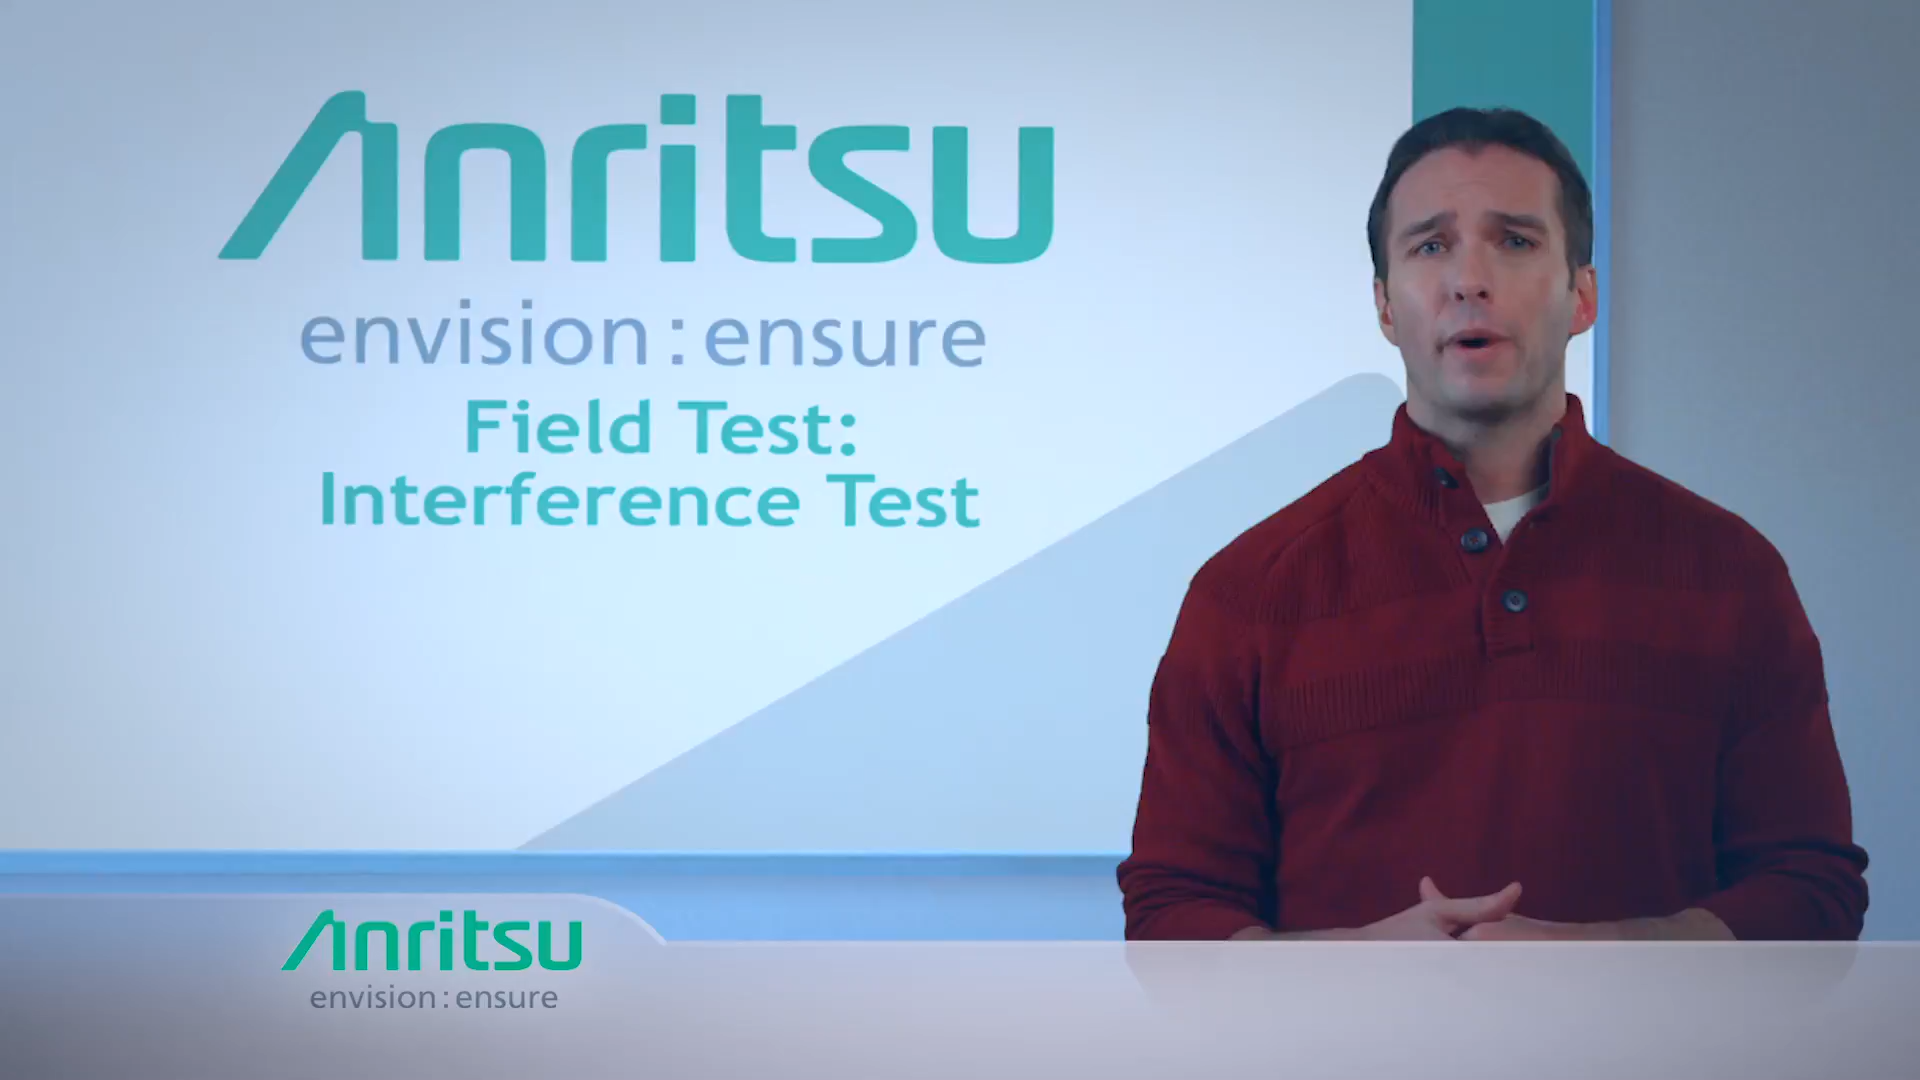 Anritsu
envision : ensure
Field Test:
Interference Test
Anritsu
envision : ensure